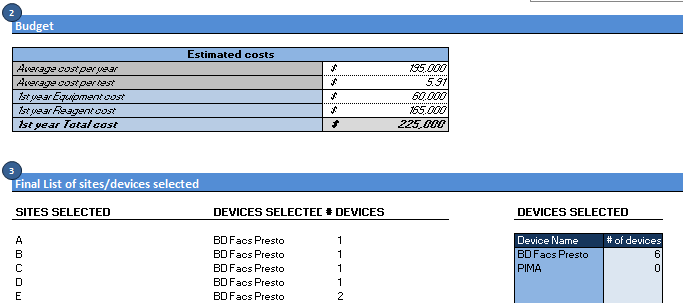 2
Budget
Estimated costs
Average cost per year $ 195,000
Average cost per test $ 5.91
1st year Equipment cost $ 60,000
1st year Reagent cost $ 165,000
1st year Total cost $ 225,000
3
Final List of sites/devices selected
SITES SELECTED DEVICES SELECTED # DEVICES DEVICES SELECTED
A BD Facs Presto 1 Device Name # of devices
B BD Facs Presto 1 BD Facs Presto 6
C BD Facs Presto 1 PIMA 0
D BD Facs Presto 1
E BD Facs Presto 2